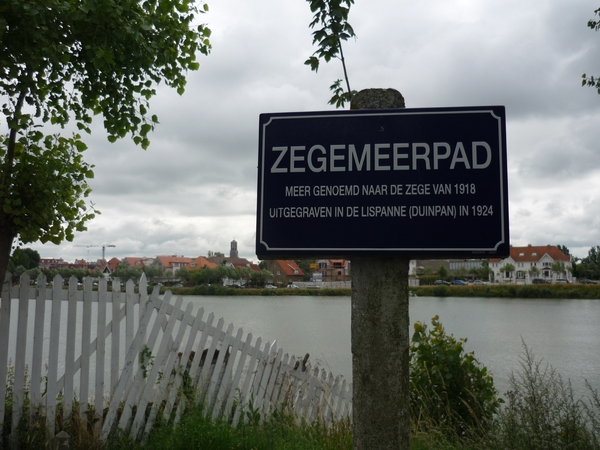 ZEGEMEERPAD
MEER GENOEMD NAAR DE ZEGE VAN 1918
UITGEGRAVEN IN DE LISPANNE (DUINPAN) IN 1924